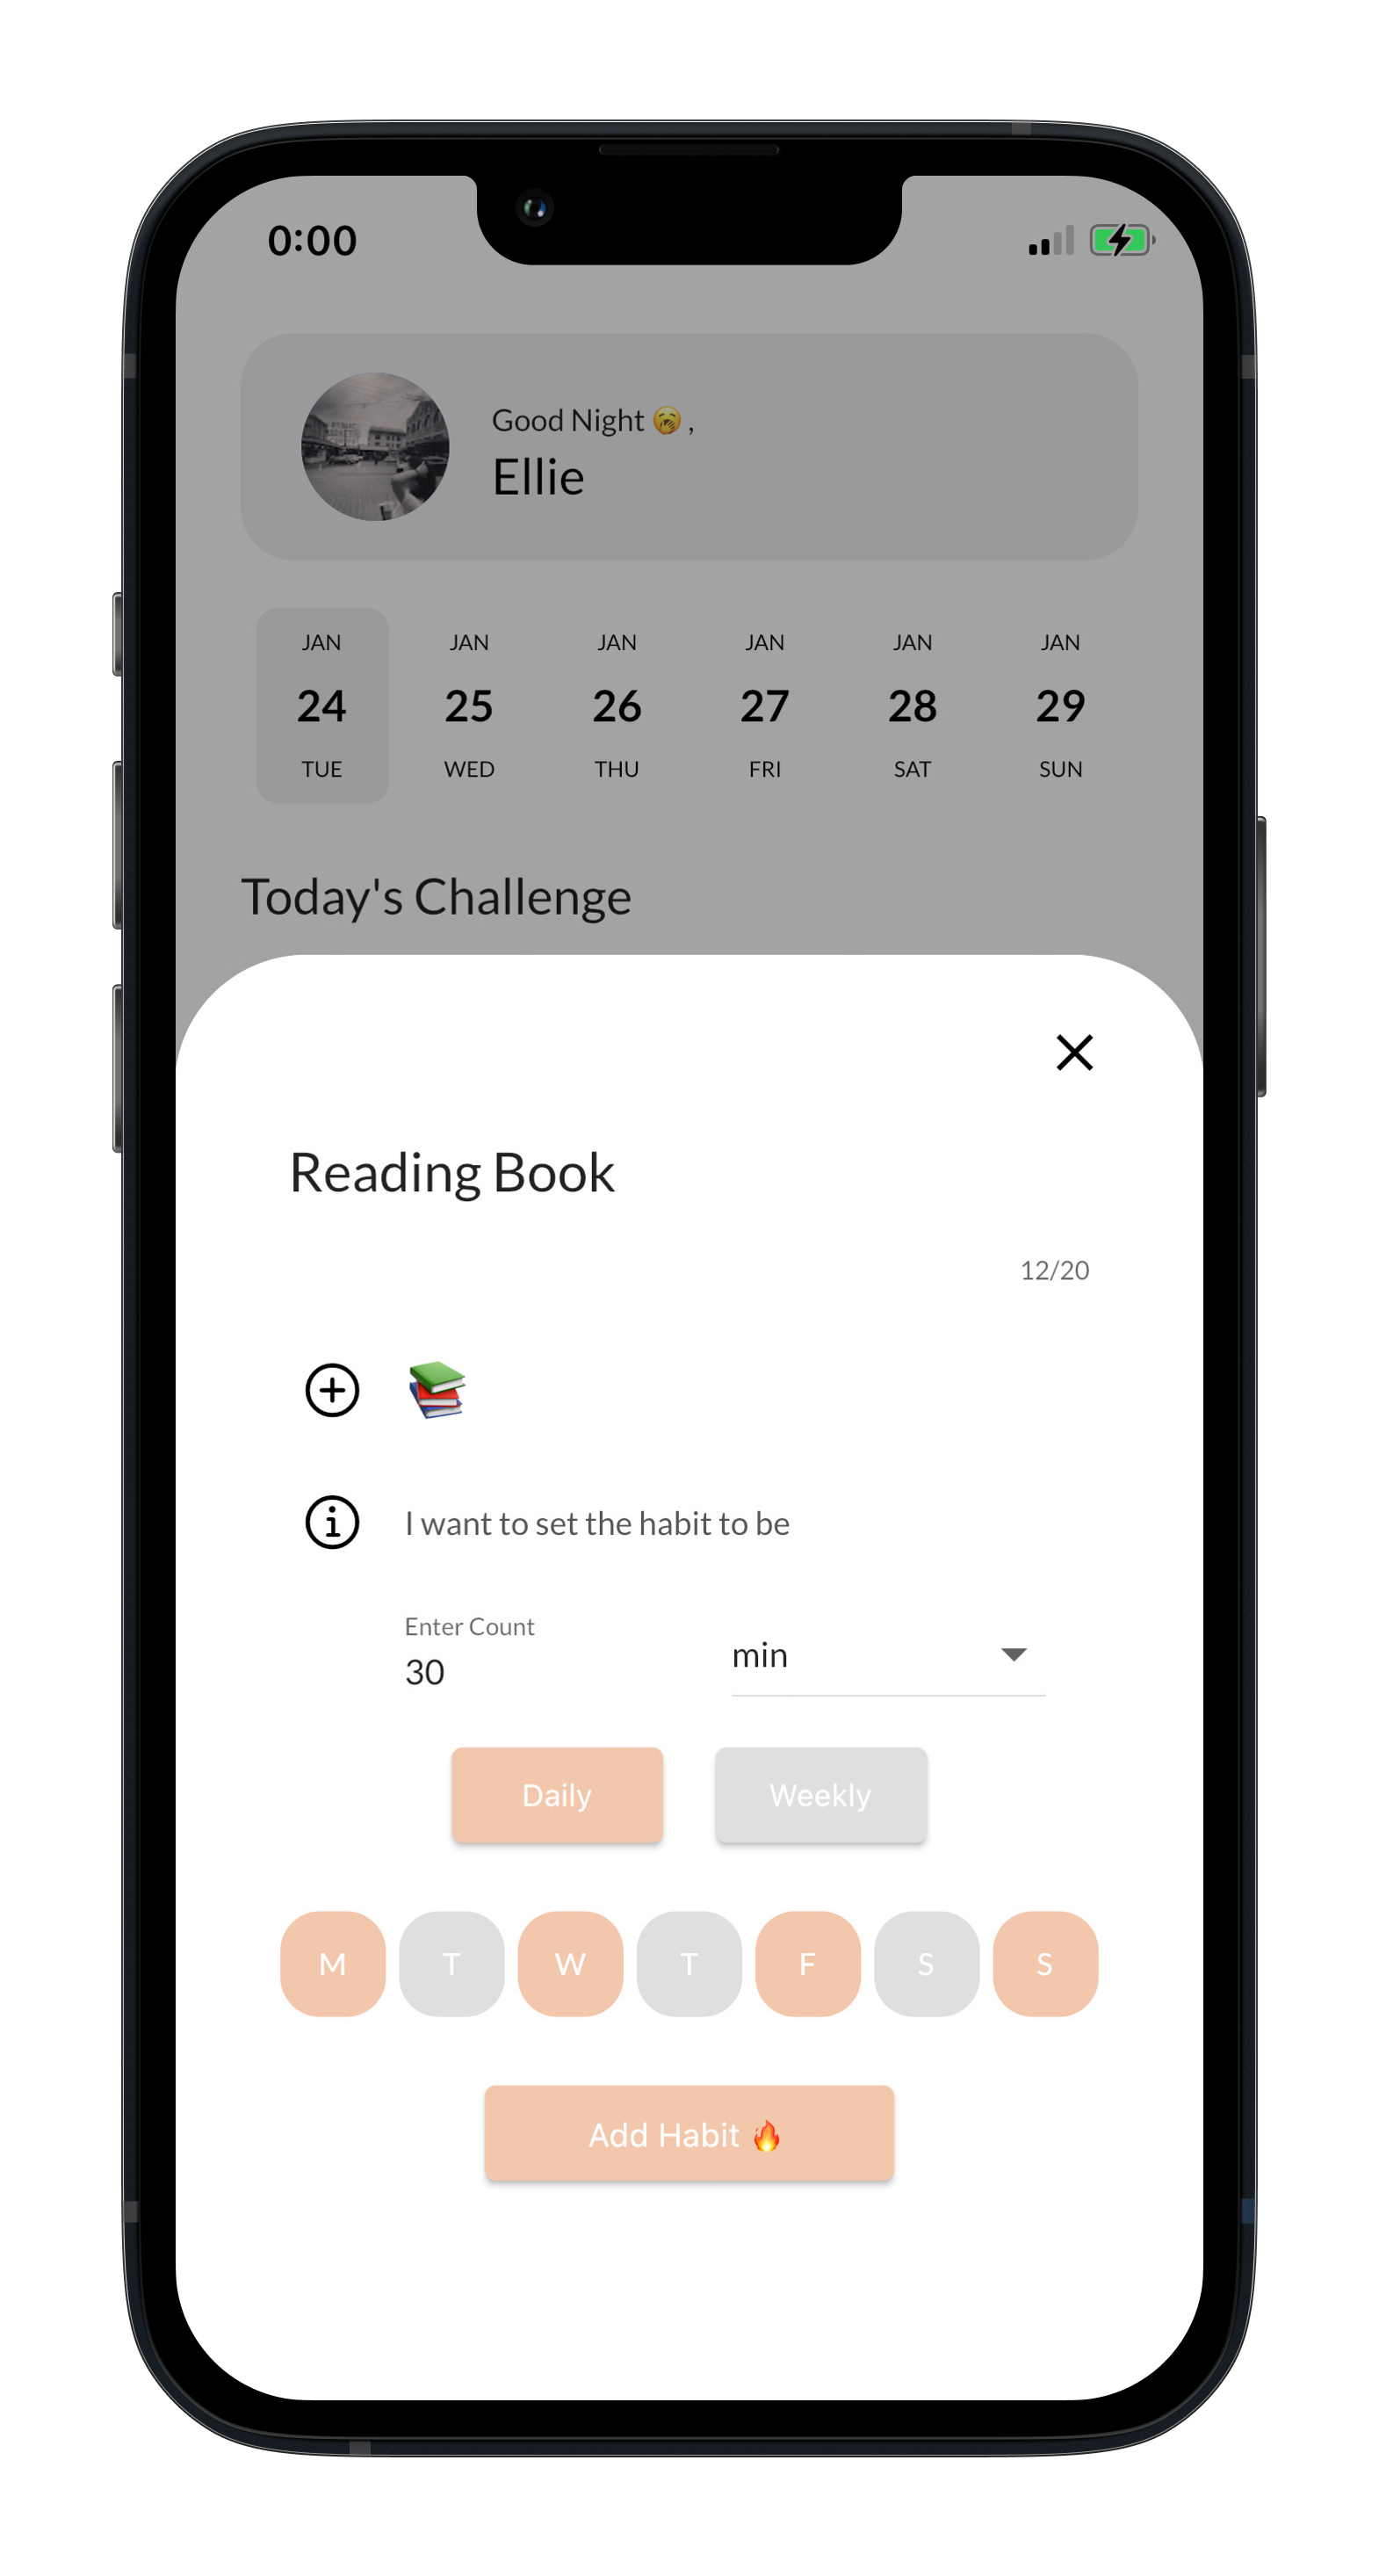 0:00
Good Night 🥱 ,
Ellie
JAN JAN JAN JAN JAN JAN
24 25 26 27 28 29
TUE WED THU FRI SAT SUN
Today's Challenge
Reading Book
12/20
I want to set the habit to be
Enter Count
30
min
Daily Weekly
M T W T F S S
Add Habit 🔥